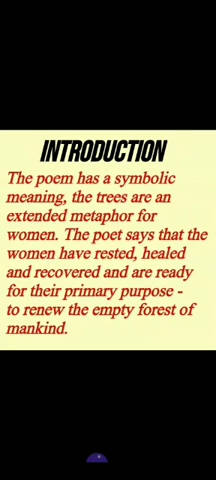 INTRODUCTION
The poem has a symbolic
meaning, the trees are an
extended metaphor for
women. The poet says that the
women have rested, healed
and recovered and are ready
for their primary purpose -
to renew the empty forest of
mankind.